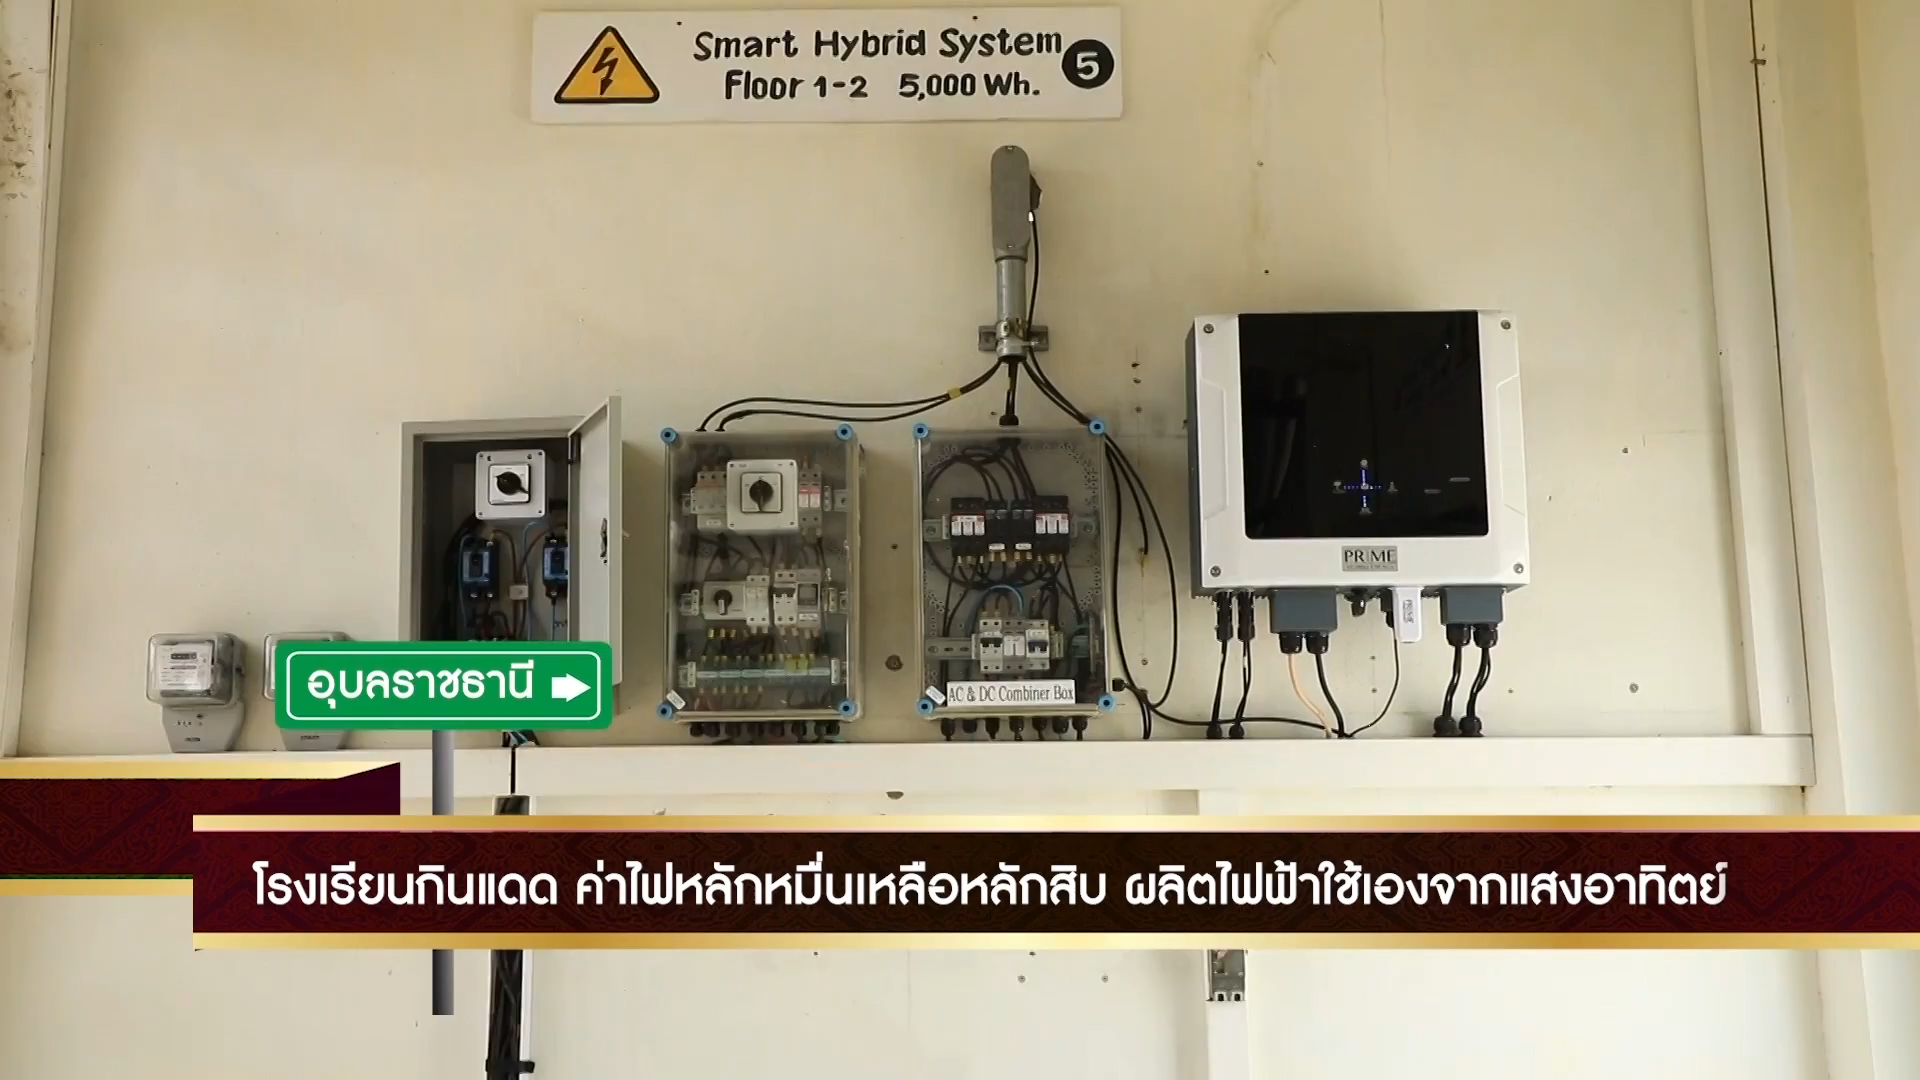 Smart Hybrid System
5
Floor 1-2 5,000 Wh.
PRIME
AC & DC Combiner Box
อุบลราชธานี
โรงเรียนกินแดด ค่าไฟหลักหมื่นเหลือหลักสิบ ผลิตไฟฟ้าใช้เองจากแสงอาทิตย์